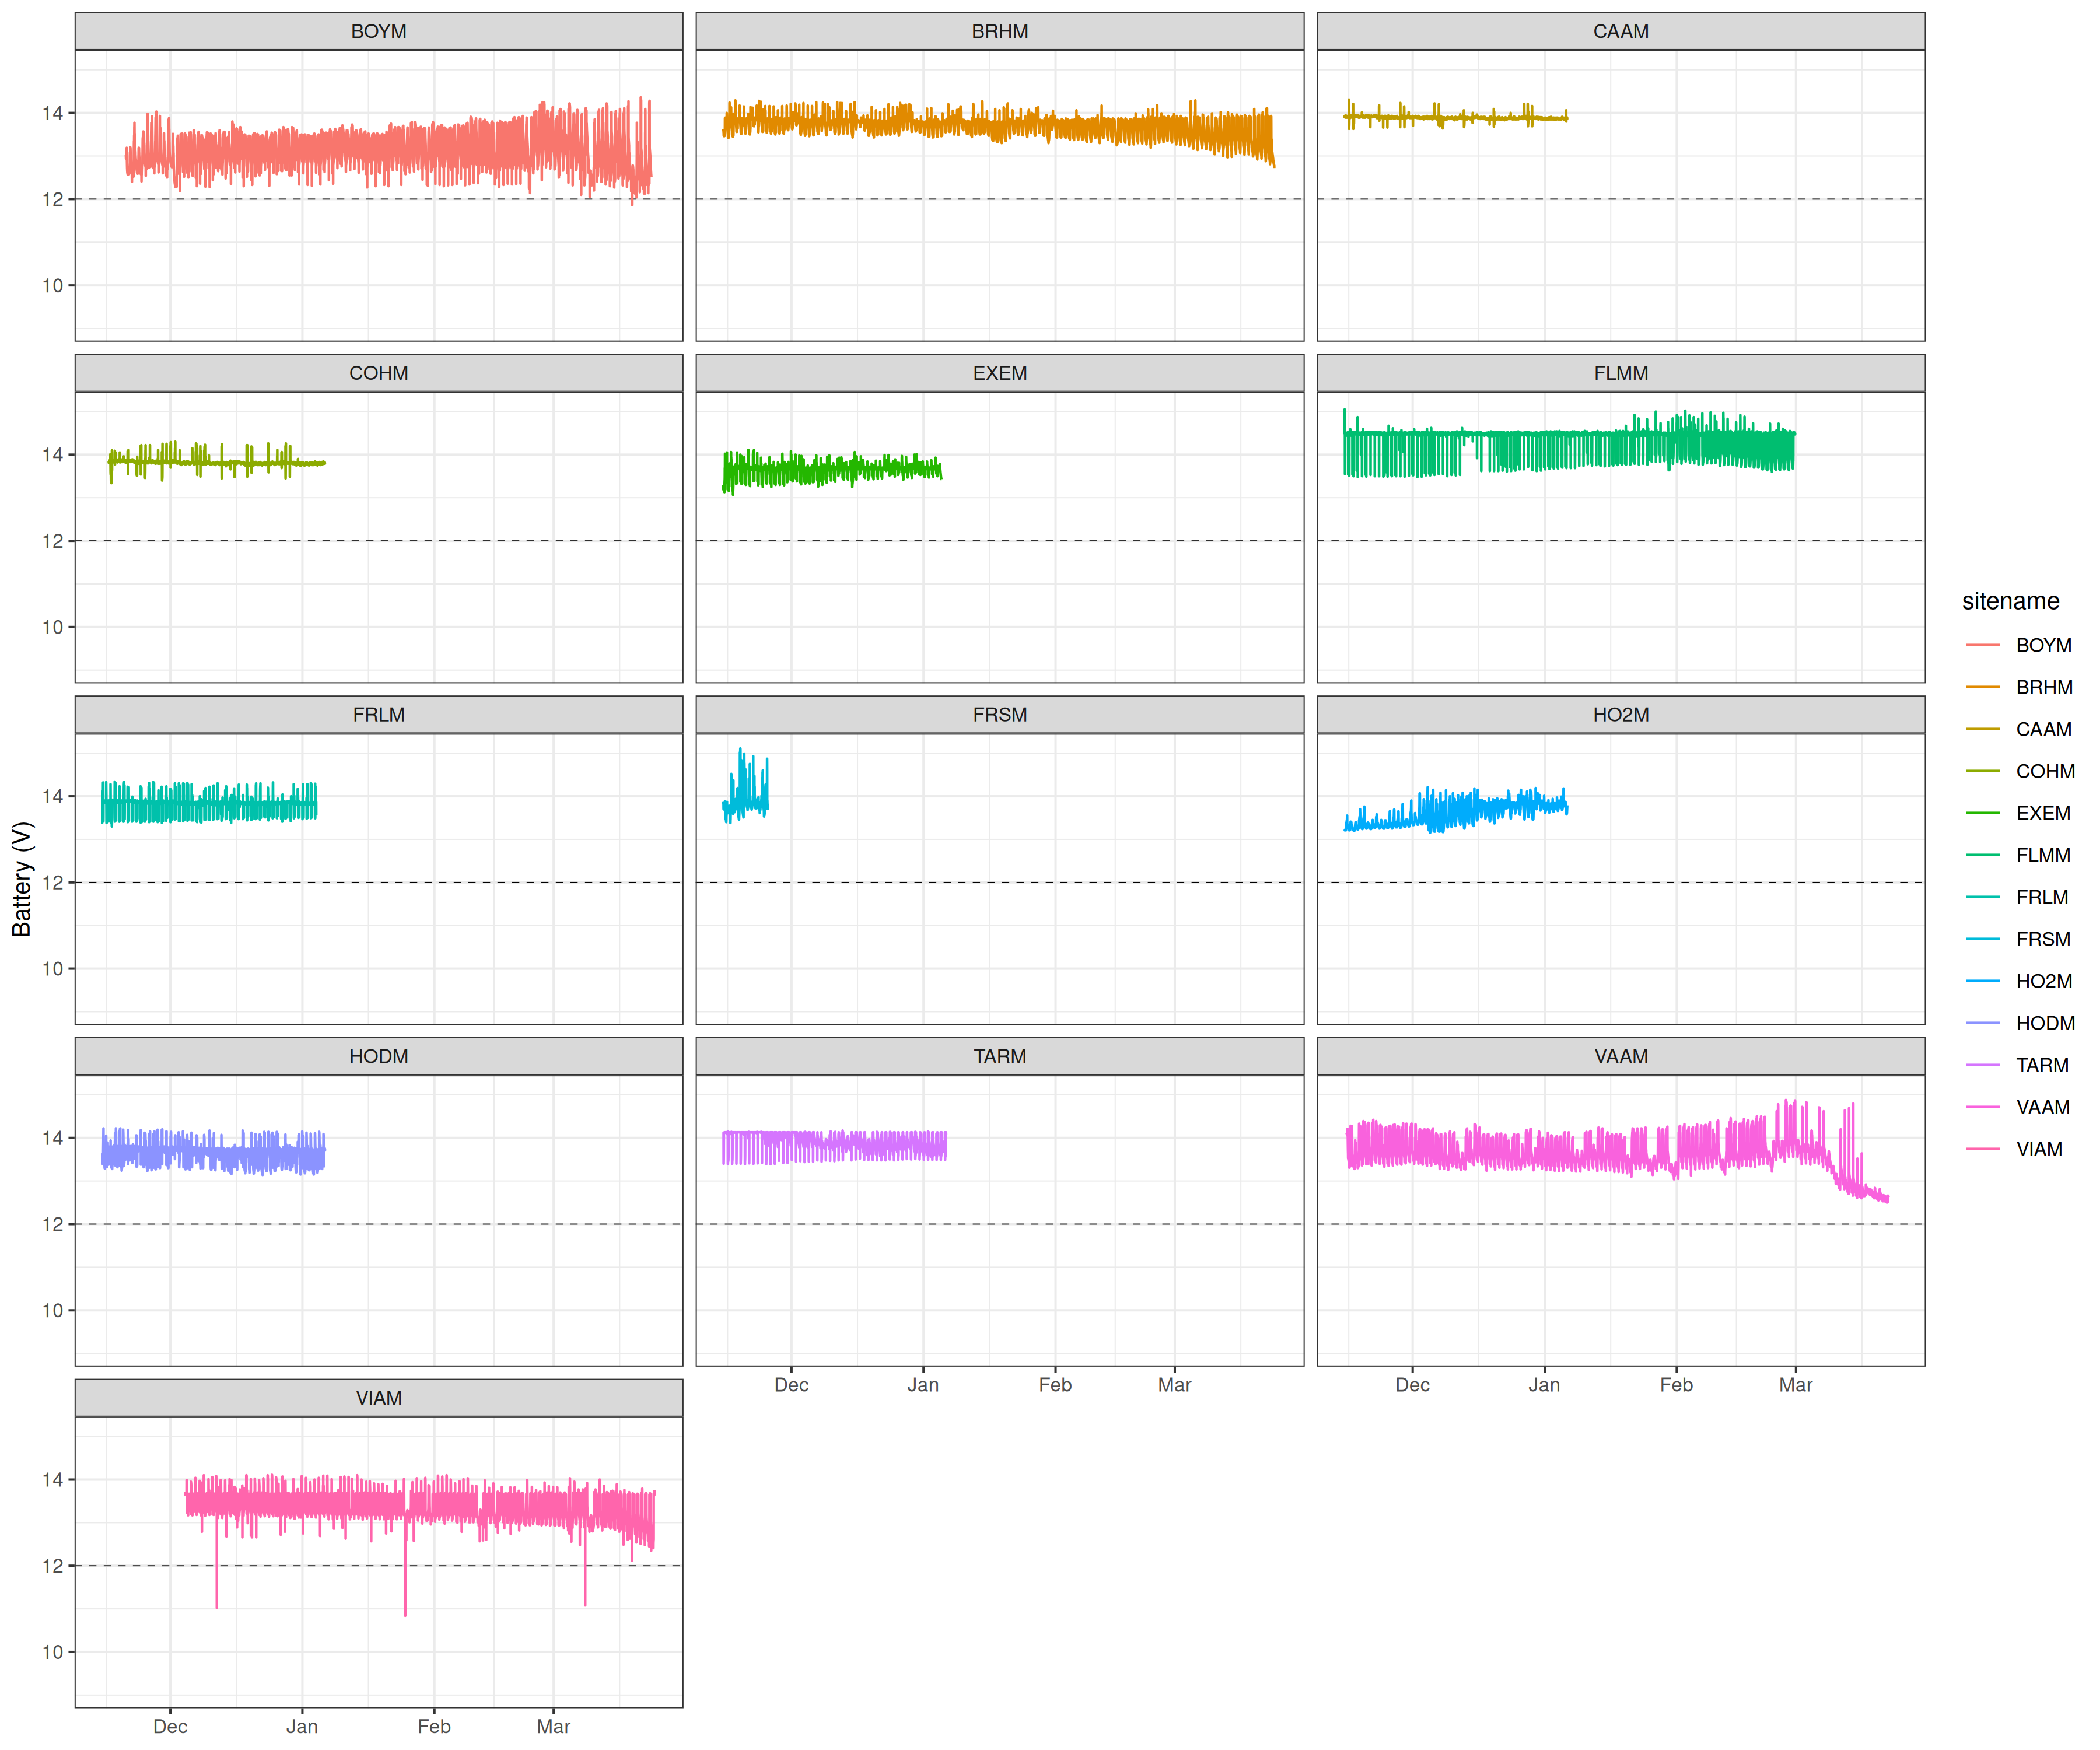 BOYM
BRHM
CAAM
14
12
10
COHM
EXEM
FLMM
14
12
10
FRLM
FRSM
HO2M
14
12
10
HODM
TARM
VAAM
14
12
10
Dec Jan Feb Mar
Dec Jan Feb Mar
VIAM
14
12
10
Dec Jan Feb Mar
Battery (V)
sitename
BOYM
BRHM
CAAM
COHM
EXEM
FLMM
FRLM
FRSM
HO2M
HODM
TARM
VAAM
VIAM